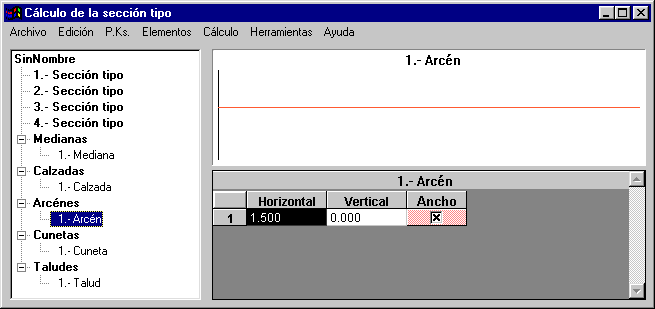 Cálculo de la sección tipo
Archivo Edición P.Ks. Elementos Cálculo Herramientas Ayuda
SinNombre
1.- Sección tipo
2.- Sección tipo
3.- Sección tipo
4.- Sección tipo
Medianas
1.- Mediana
Calzadas
1.- Calzada
Arcénes
1.- Arcén
Cunetas
1.- Cuneta
Taludes
1.- Talud
1.- Arcén
1.- Arcén
Horizontal Vertical Ancho
1 1.500 0.000